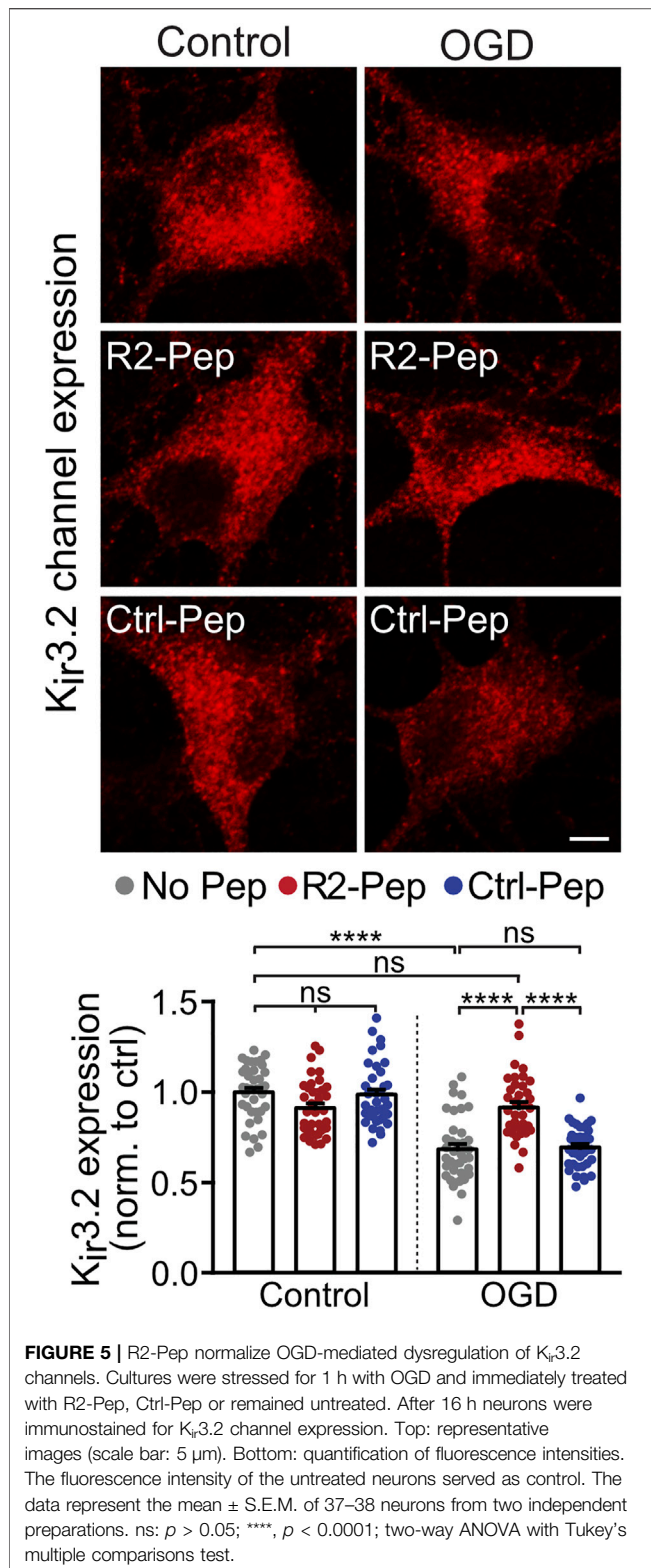 Control OGD
Kir3.2 channel expression
R2-Pep R2-Pep
Ctrl-Pep Ctrl-Pep
No Pep R2-Pep Ctrl-Pep
**** ns
ns
ns **** ****
Kir3.2 expression
(norm. to ctrl)
1.5
1.0
0.5
0.0
Control OGD
FIGURE 5 | R2-Pep normalize OGD-mediated dysregulation of Kir3.2
channels. Cultures were stressed for 1 h with OGD and immediately treated
with R2-Pep, Ctrl-Pep or remained untreated. After 16 h neurons were
immunostained for Kir3.2 channel expression. Top: representative
images (scale bar: 5 µm). Bottom: quantification of fluorescence intensities.
The fluorescence intensity of the untreated neurons served as control. The
data represent the mean ± S.E.M. of 37–38 neurons from two independent
preparations. ns: p > 0.05; ****, p < 0.0001; two-way ANOVA with Tukey's
multiple comparisons test.